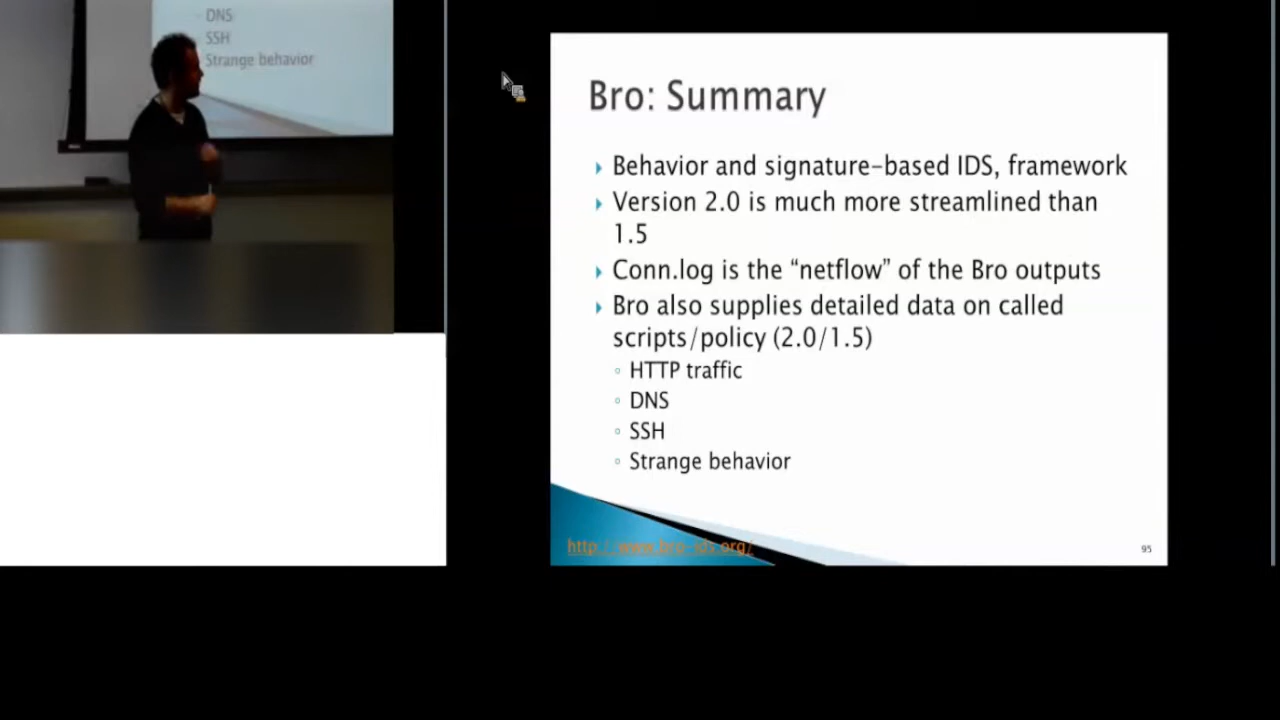 DNS
SSH
Strange behavior
Bro: Summary
Behavior and signature-based IDS, framework
Version 2.0 is much more streamlined than
1.5
Conn.log is the “netflow” of the Bro outputs
Bro also supplies detailed data on called
scripts/policy (2.0/1.5)
HTTP traffic
DNS
SSH
Strange behavior
http://www.bro-ids.org/
95